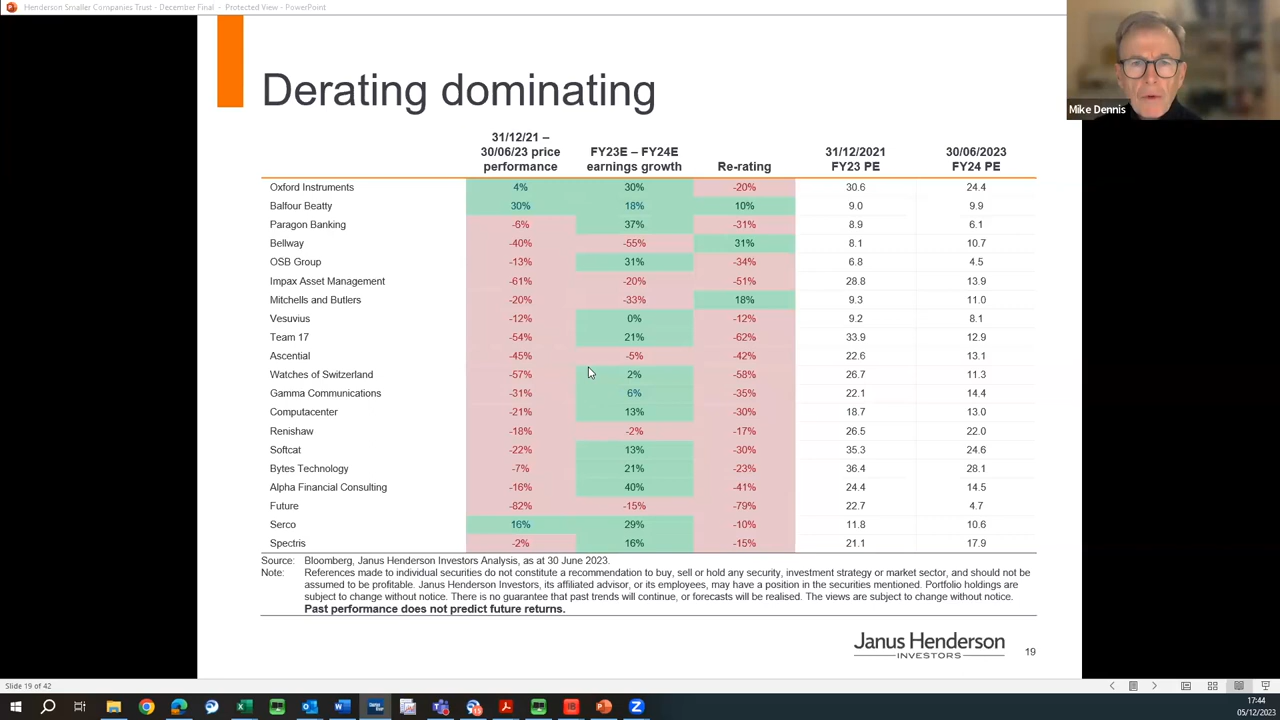 Henderson Smaller Companies Trust - December Final - Protected View - PowerPoint
Mike Dennis
Derating dominating
31/12/21 –
30/06/23 price
performance
FY23E – FY24E
earnings growth
Re-rating
31/12/2021
FY23 PE
30/06/2023
FY24 PE
Oxford Instruments 4% 30% -20% 30.6 24.4
Balfour Beatty 30% 18% 10% 9.0 9.9
Paragon Banking -6% 37% -31% 8.9 6.1
Bellway -40% -55% 31% 8.1 10.7
OSB Group -13% 31% -34% 6.8 4.5
Impax Asset Management -61% -20% -51% 28.8 13.9
Mitchells and Butlers -20% -33% 18% 9.3 11.0
Vesuvius -12% 0% -12% 9.2 8.1
Team 17 -54% 21% -62% 33.9 12.9
Ascential -45% -5% -42% 22.6 13.1
Watches of Switzerland -57% 2% -58% 26.7 11.3
Gamma Communications -31% 6% -35% 22.1 14.4
Computacenter -21% 13% -30% 18.7 13.0
Renishaw -18% -2% -17% 26.5 22.0
Softcat -22% 13% -30% 35.3 24.6
Bytes Technology -7% 21% -23% 36.4 28.1
Alpha Financial Consulting -16% 40% -41% 24.4 14.5
Future -82% -15% -79% 22.7 4.7
Serco 16% 29% -10% 11.8 10.6
Spectris -2% 16% -15% 21.1 17.9
Source: Bloomberg, Janus Henderson Investors Analysis, as at 30 June 2023.
Note: References made to individual securities do not constitute a recommendation to buy, sell or hold any security, investment strategy or market sector, and should not be
assumed to be profitable. Janus Henderson Investors, its affiliated advisor, or its employees, may have a position in the securities mentioned. Portfolio holdings are
subject to change without notice. There is no guarantee that past trends will continue, or forecasts will be realised. The views are subject to change without notice.
Past performance does not predict future returns.
Janus Henderson
INVESTORS
19
Slide 19 of 42
17:44
05/12/2023